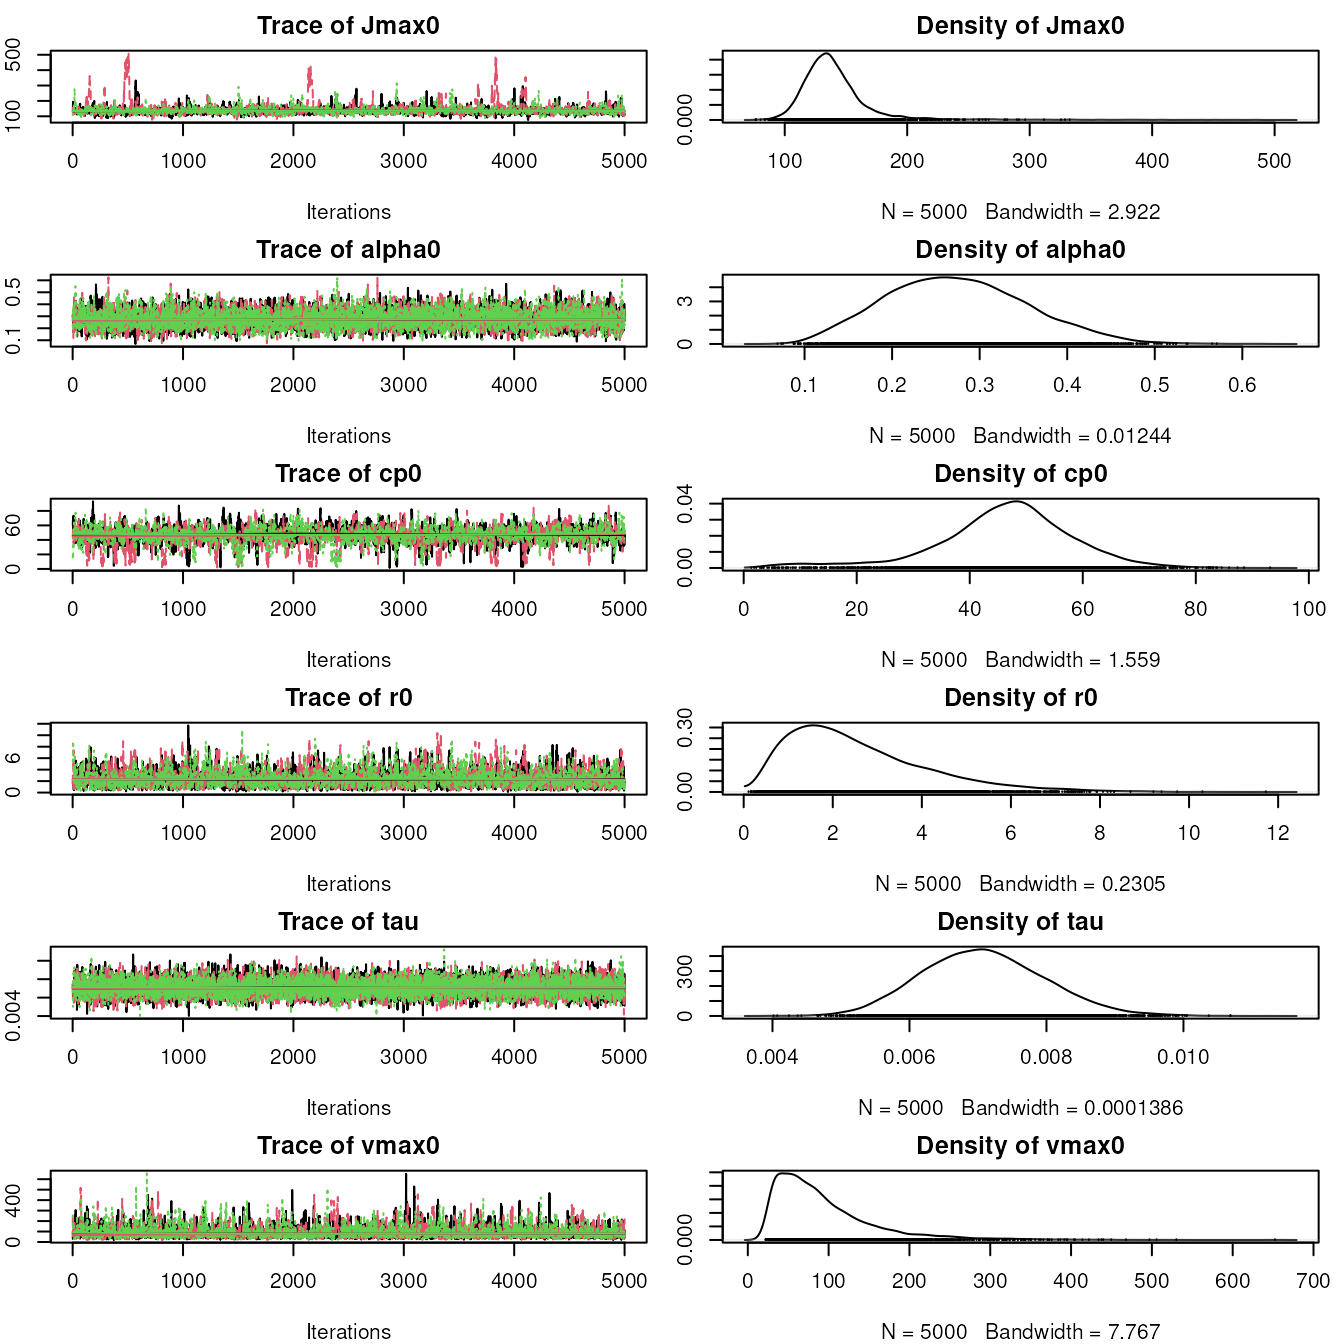 Trace of Jmax0
500
100
0 1000 2000 3000 4000 5000
Iterations
Density of Jmax0
0.000
100 200 300 400 500
N = 5000 Bandwidth = 2.922
Trace of alpha0
0.5
0.1
0 1000 2000 3000 4000 5000
Iterations
Density of alpha0
3
0
0.1 0.2 0.3 0.4 0.5 0.6
N = 5000 Bandwidth = 0.01244
Trace of cp0
60
0
0 1000 2000 3000 4000 5000
Iterations
Density of cp0
0.04
0.00
0 20 40 60 80 100
N = 5000 Bandwidth = 1.559
Trace of r0
6
0
0 1000 2000 3000 4000 5000
Iterations
Density of r0
0.30
0.00
0 2 4 6 8 10 12
N = 5000 Bandwidth = 0.2305
Trace of tau
0.004
0 1000 2000 3000 4000 5000
Iterations
Density of tau
300
0
0.004 0.006 0.008 0.010
N = 5000 Bandwidth = 0.0001386
Trace of vmax0
400
0
0 1000 2000 3000 4000 5000
Iterations
Density of vmax0
0.000
0 100 200 300 400 500 600 700
N = 5000 Bandwidth = 7.767